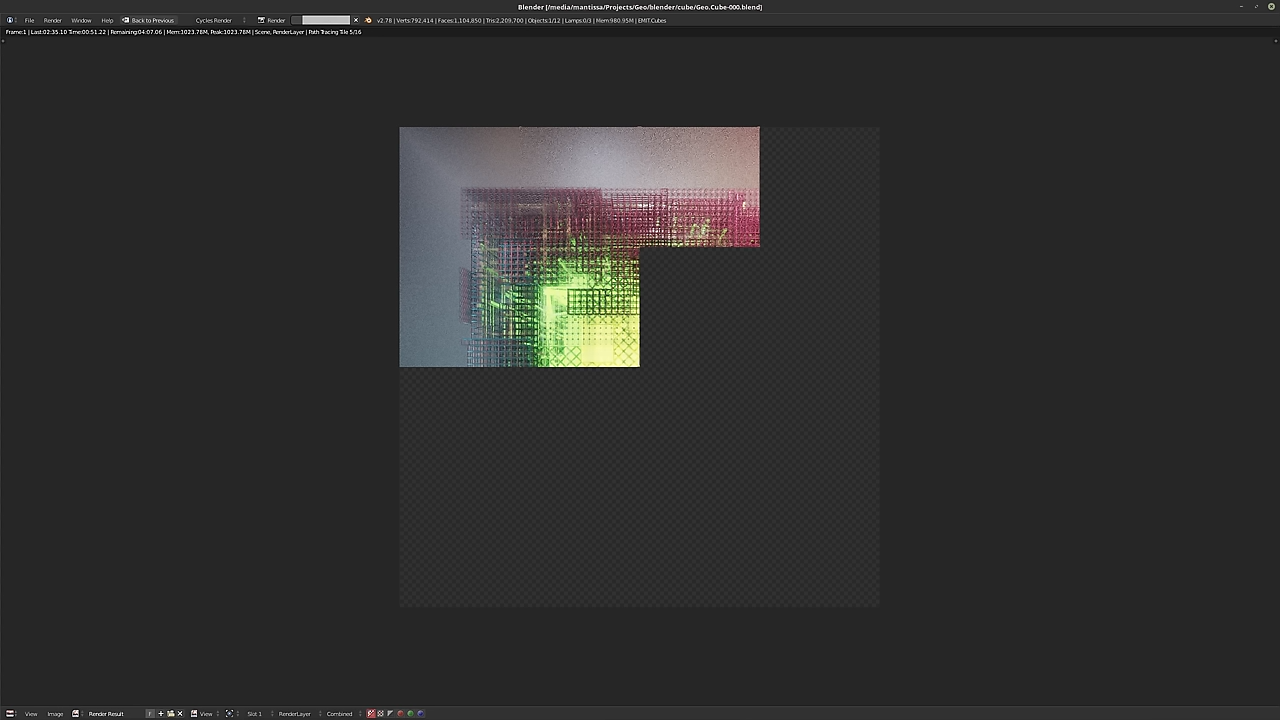 Blender [/media/mantissa/Projects/Geo/blender/cube/Geo.Cube-000.blend]
File Render Window Help Back to Previous Cycles Render Render v2.78 | Verts:792,414 | Faces:1,104,850 | Tris:2,209,700 | Objects:1/12 | Lamps:0/3 | Mem:980.95M | EMIT.Cubes
Frame:1 | Last:02:35.10 Time:00:51.22 | Remaining:04:07.06 | Mem:1023.76M, Peak:1023.76M | Scene, RenderLayer | Path Tracing Tile 5/16
View Image Render Result F View Slot 1 RenderLayer Combined